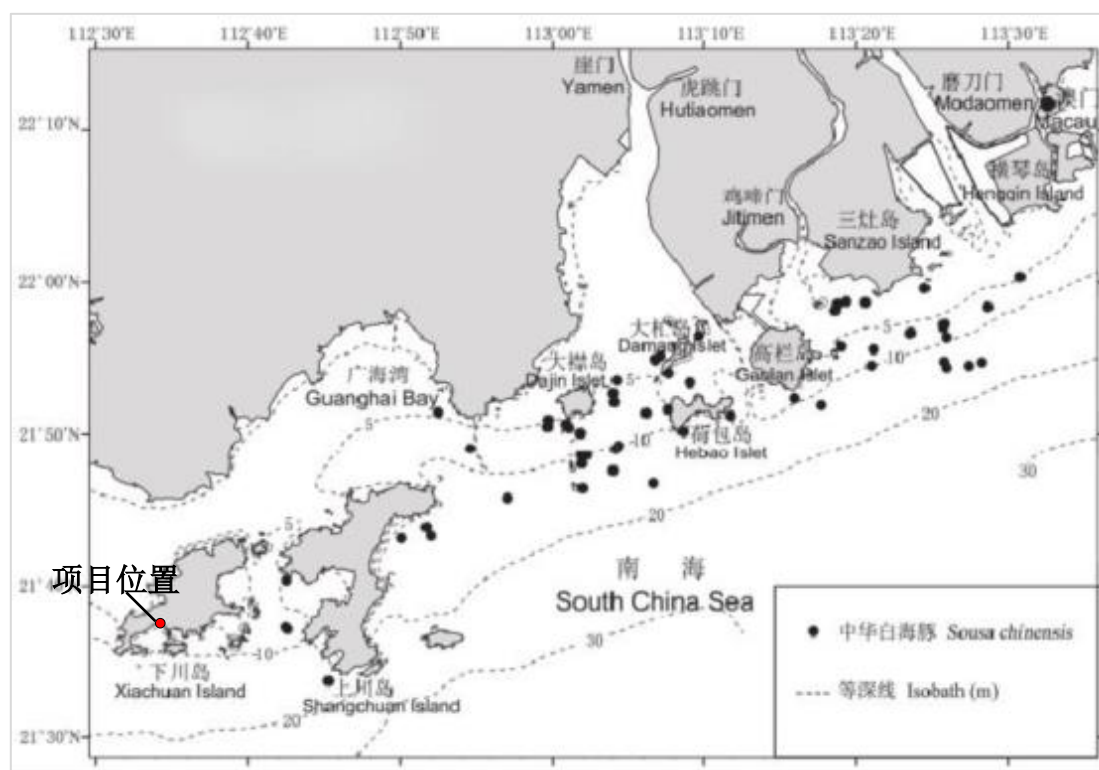 112°30'E 112°40'E 112°50'E 113°00'E 113°10'E 113°20'E 113°30'E
崖门
Yamen
虎跳门
Hutiaomen
磨刀门
Modaomen
澳门
Macau
22°10'N
横琴岛
Hengqin Island
鸡啼门
Jitimen
三灶岛
Sanzao Island
22°00'N
5
大杧岛
Damang Islet
高栏岛
Gaolan Islet
10
大襟岛
Dajin Islet
5
广海湾
Guanghai Bay
20
5
21°50'N
10
荷包岛
Hebao Islet
30
20
5
项目位置
21°40'N
南 海
South China Sea
30
中华白海豚 Sousa chinensis
10
下川岛
Xiachuan Island
上川岛
Shangchuan Island
等深线 Isobath (m)
20
21°30'N